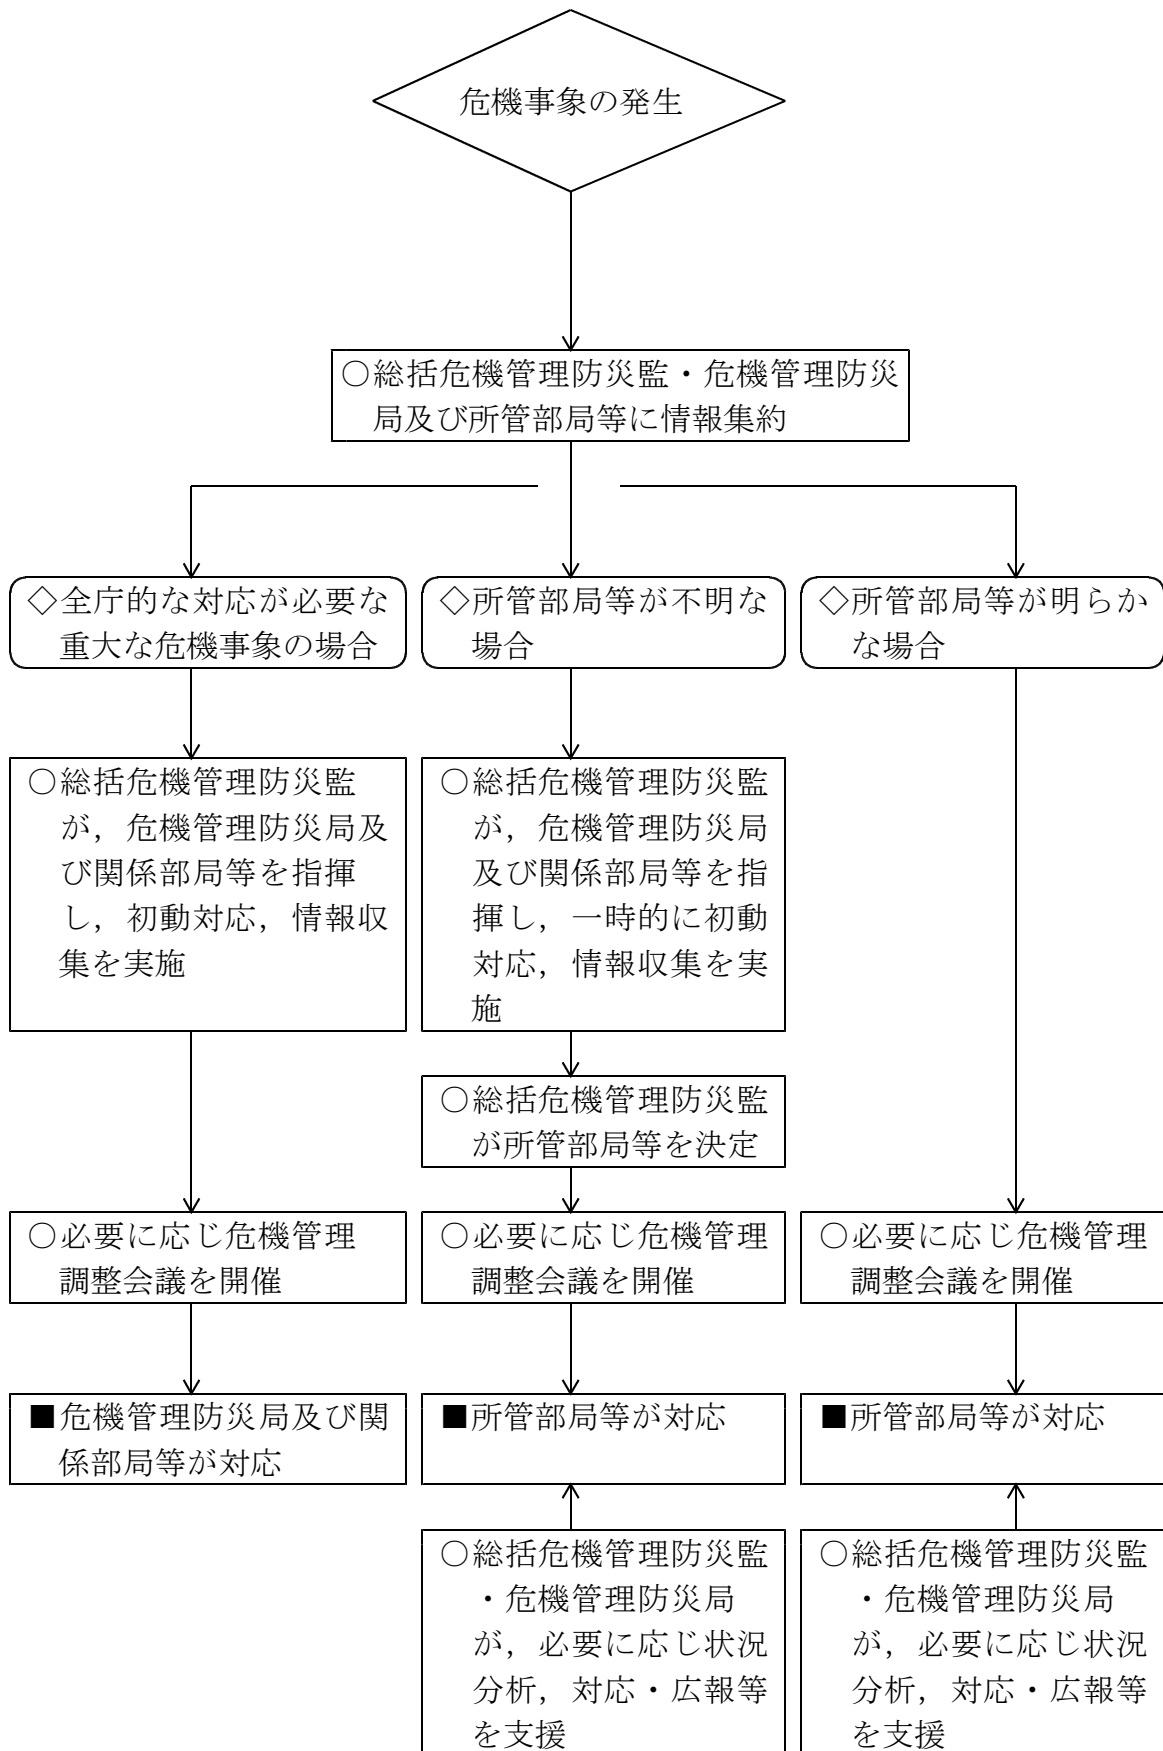 危機事象の発生
○総括危機管理防災監・危機管理防災
局及び所管部局等に情報集約
◇全庁的な対応が必要な
重大な危機事象の場合
◇所管部局等が不明な
場合
◇所管部局等が明らか
な場合
○総括危機管理防災監
が，危機管理防災局及
び関係部局等を指揮
し，初動対応，情報収
集を実施
○総括危機管理防災監
が，危機管理防災局
及び関係部局等を指
揮し，一時的に初動
対応，情報収集を実
施
○総括危機管理防災監
が所管部局等を決定
○必要に応じ危機管理
調整会議を開催
○必要に応じ危機管理
調整会議を開催
○必要に応じ危機管理
調整会議を開催
■危機管理防災局及び関
係部局等が対応
■所管部局等が対応
■所管部局等が対応
○総括危機管理防災監
・危機管理防災局
が，必要に応じ状況
分析，対応・広報等
を支援
○総括危機管理防災監
・危機管理防災局
が，必要に応じ状況
分析，対応・広報等
を支援